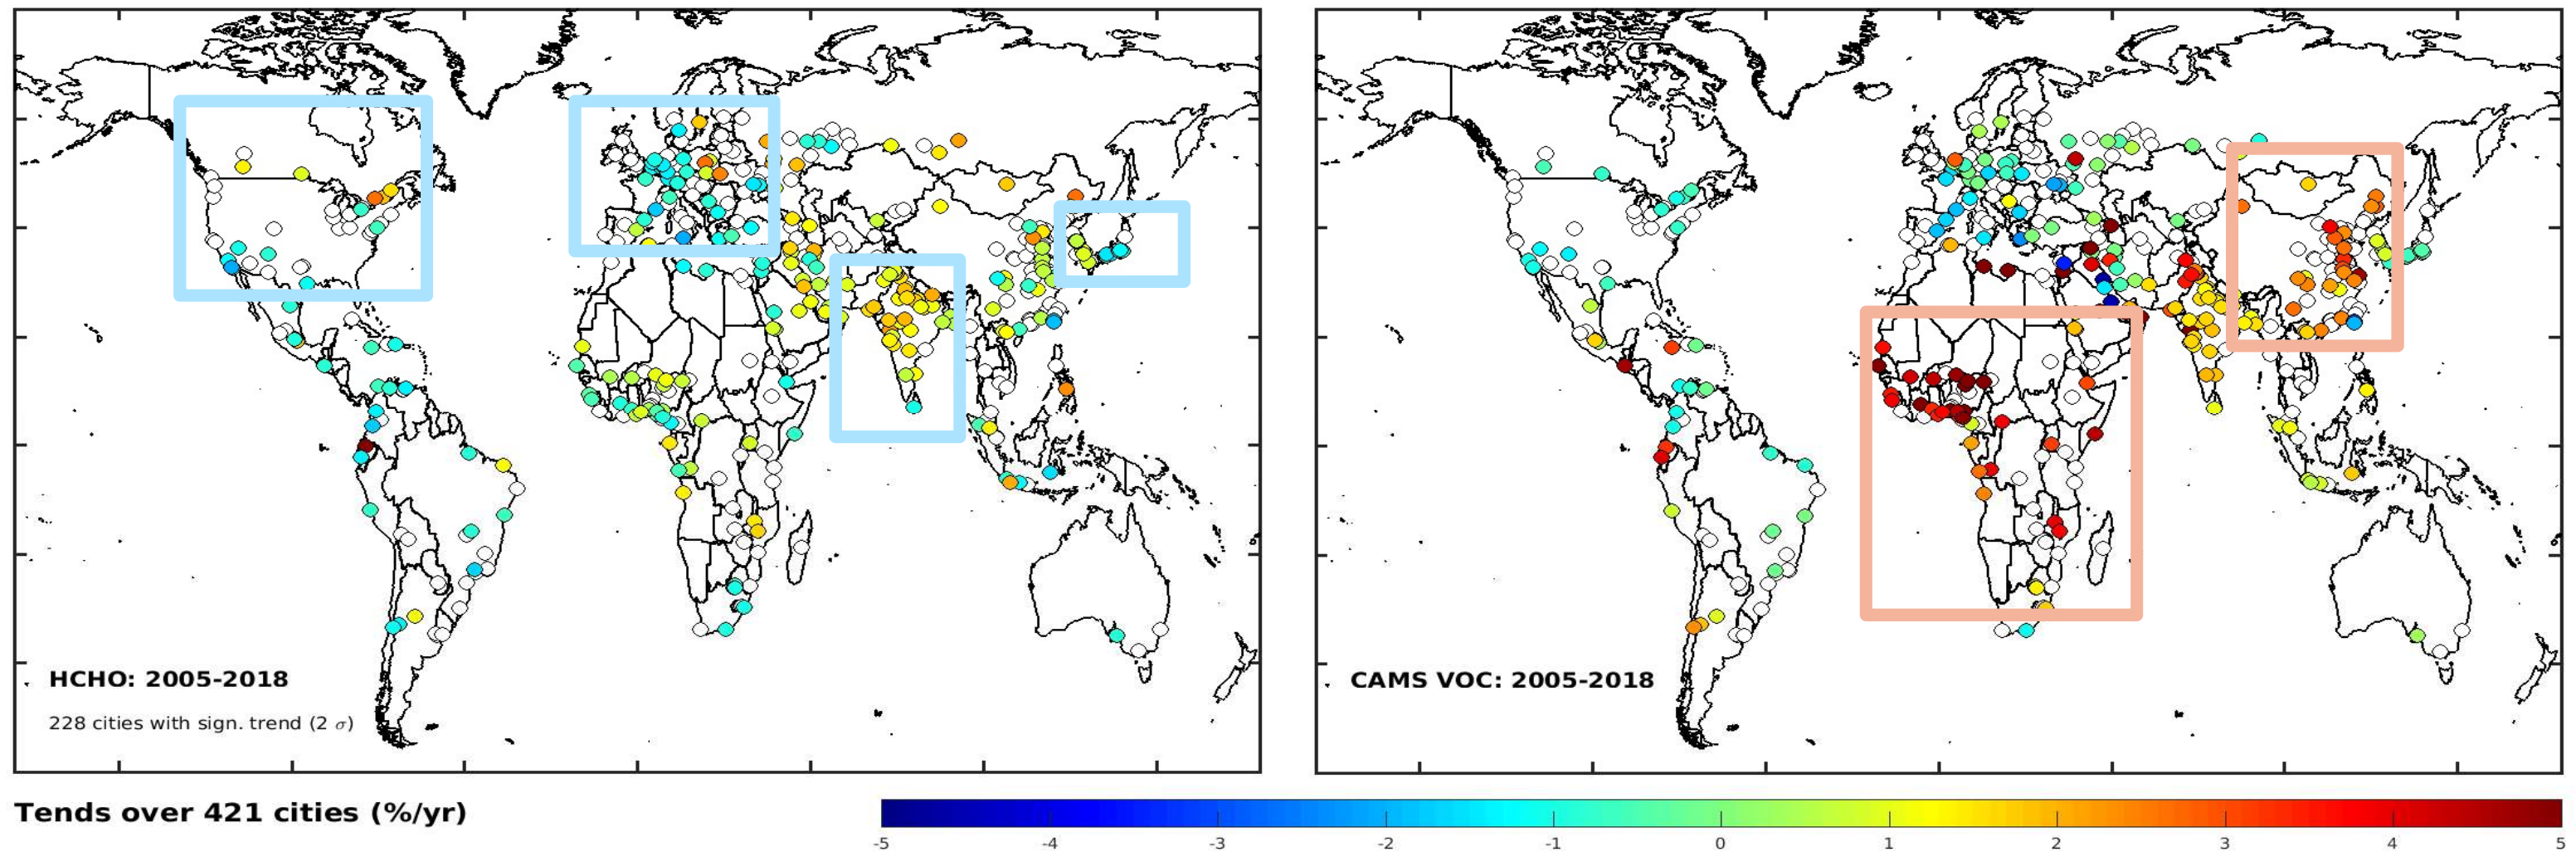 HCHO: 2005-2018
228 cities with sign. trend (2 σ)
CAMS VOC: 2005-2018
Tends over 421 cities (%/yr)
-5 -4 -3 -2 -1 0 1 2 3 4 5